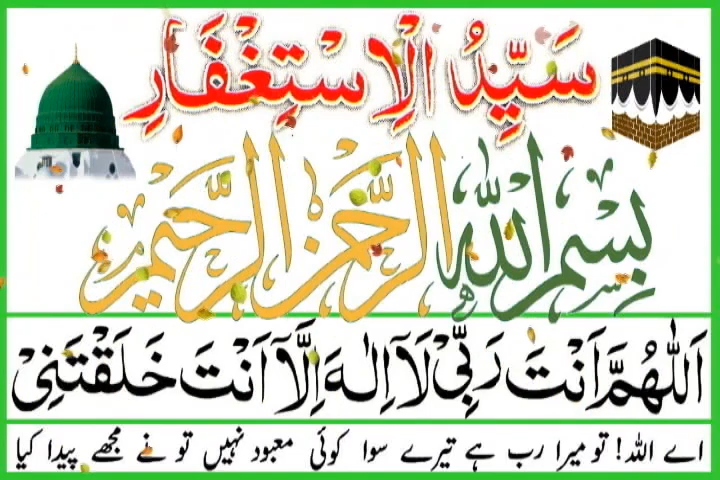 سَیِّدُ الْاِسْتِغْفَارِ
بِسْمِ اللهِ الرَّحْمٰنِ الرَّحِيْمِ
اَللّٰهُمَّ اَنْتَ رَبِّیْ لَآ اِلٰهَ اِلَّآ اَنْتَ خَلَقْتَنِیْ
اے اللہ! تو میرا رب ہے تیرے سوا کوئی معبود نہیں تو نے مجھے پیدا کیا